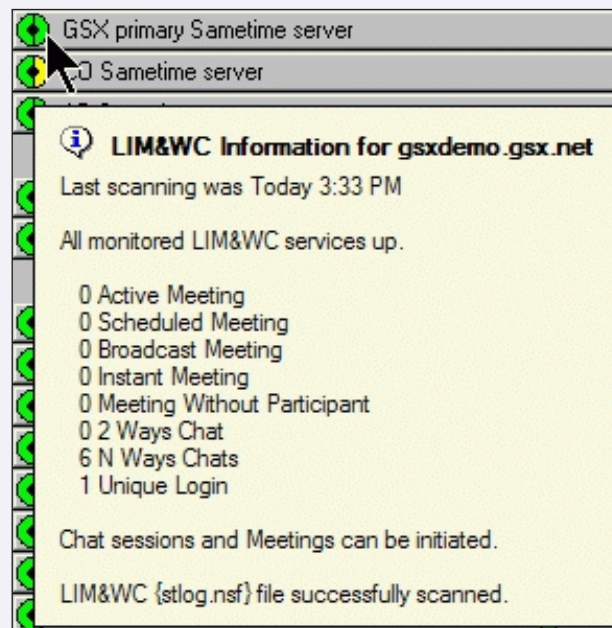 GSX primary Sametime server
Sametime server
LIM&WC Information for gsxdemo.gsx.net
Last scanning was Today 3:33 PM
All monitored LIM&WC services up.
0 Active Meeting
0 Scheduled Meeting
0 Broadcast Meeting
0 Instant Meeting
0 Meeting Without Participant
0 2 Ways Chat
6 N Ways Chats
1 Unique Login
Chat sessions and Meetings can be initiated.
LIM&WC {stlog.nsf} file successfully scanned.